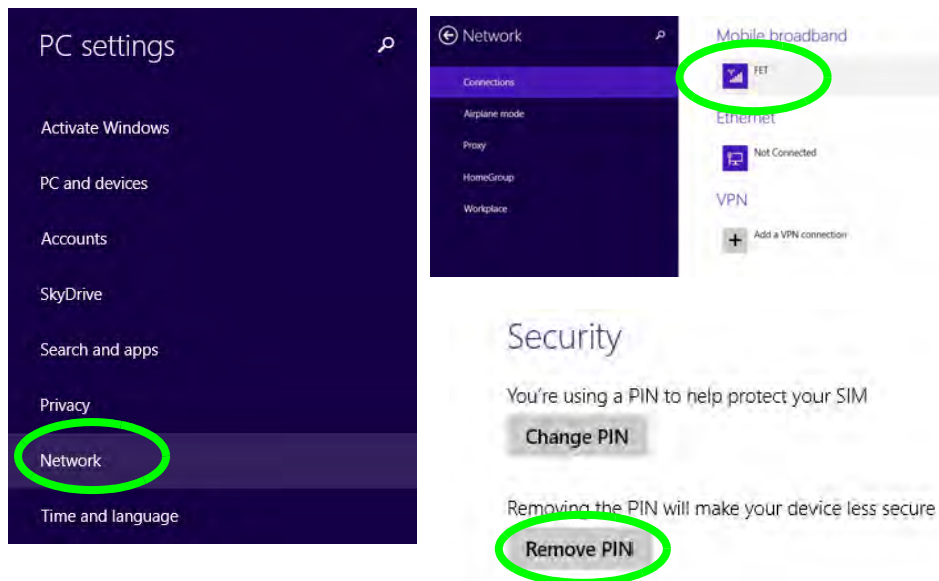 PC settings
Activate Windows
PC and devices
Accounts
SkyDrive
Search and apps
Privacy
Network
Time and language
Network
Connections
Airplane mode
Proxy
HomeGroup
Workplace
Mobile broadband
FET
Ethernet
Not Connected
VPN
Add a VPN connection
Security
You're using a PIN to help protect your SIM
Change PIN
Removing the PIN will make your device less secure
Remove PIN